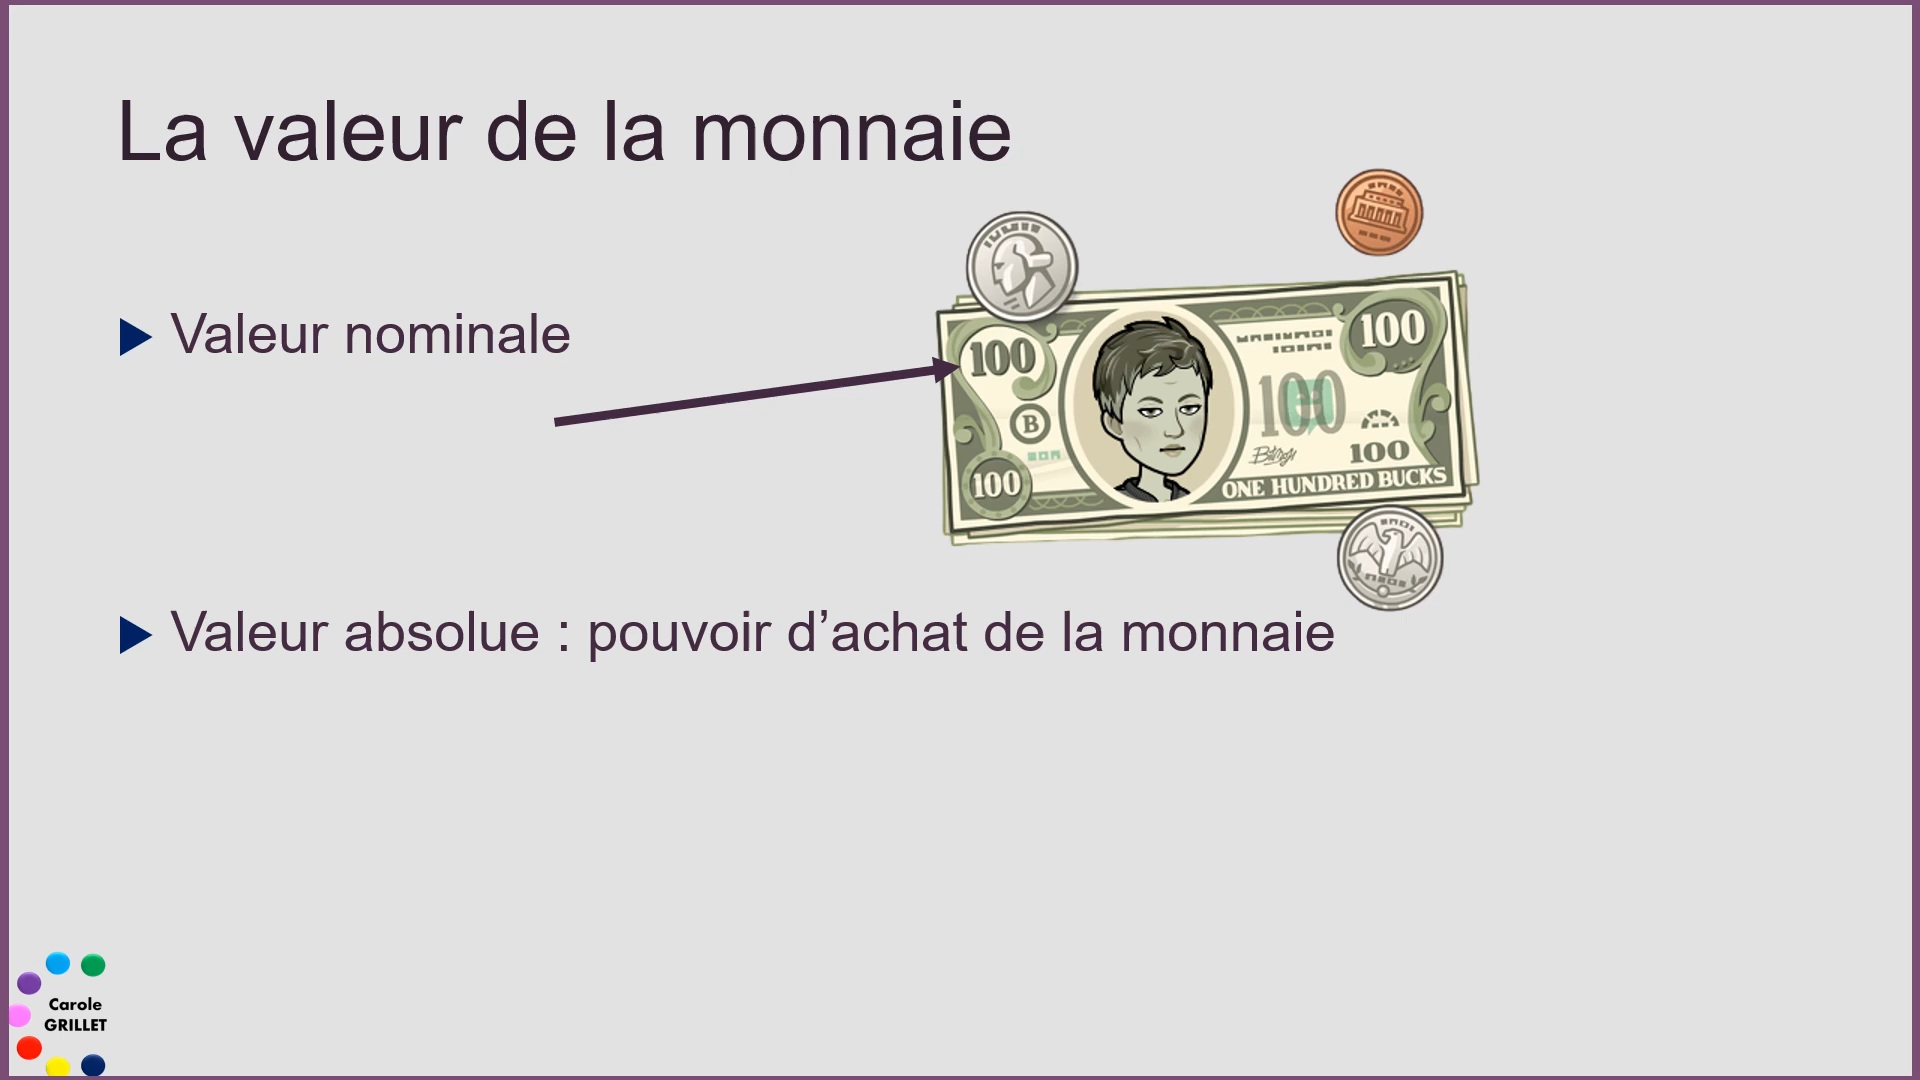 La valeur de la monnaie
Valeur nominale
100
100
100
B
100
100
ONE HUNDRED BUCKS
Valeur absolue : pouvoir d’achat de la monnaie
Carole
GRILLET